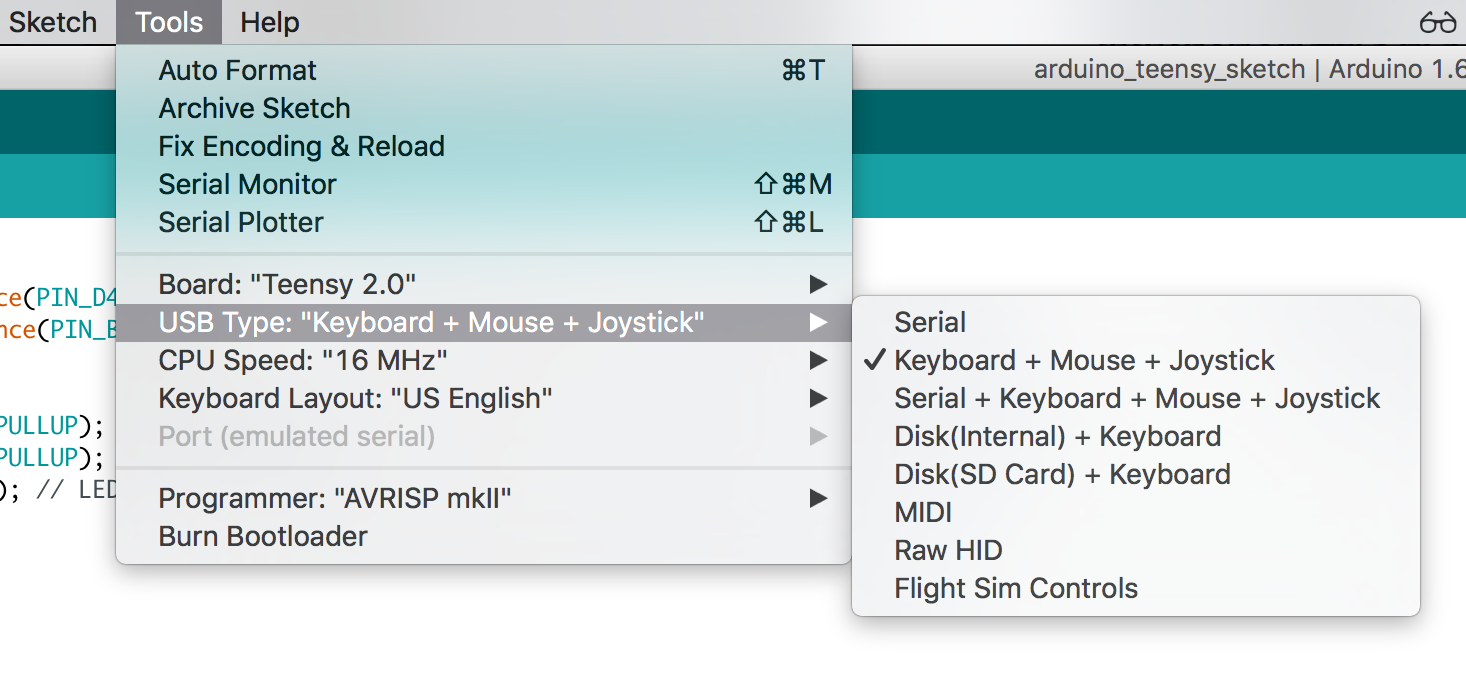 Sketch Tools Help
arduino_teensy_sketch | Arduino 1.6
Auto Format ⌘T
Archive Sketch
Fix Encoding & Reload
Serial Monitor ⇧⌘M
Serial Plotter ⇧⌘L
Board: "Teensy 2.0"
USB Type: "Keyboard + Mouse + Joystick"
CPU Speed: "16 MHz"
Keyboard Layout: "US English"
Port (emulated serial)
Programmer: "AVRISP mkII"
Burn Bootloader
Serial
✓ Keyboard + Mouse + Joystick
Serial + Keyboard + Mouse + Joystick
Disk(Internal) + Keyboard
Disk(SD Card) + Keyboard
MIDI
Raw HID
Flight Sim Controls
ce(PIN_D4
nce(PIN_B
PULLUP);
PULLUP);
); // LED